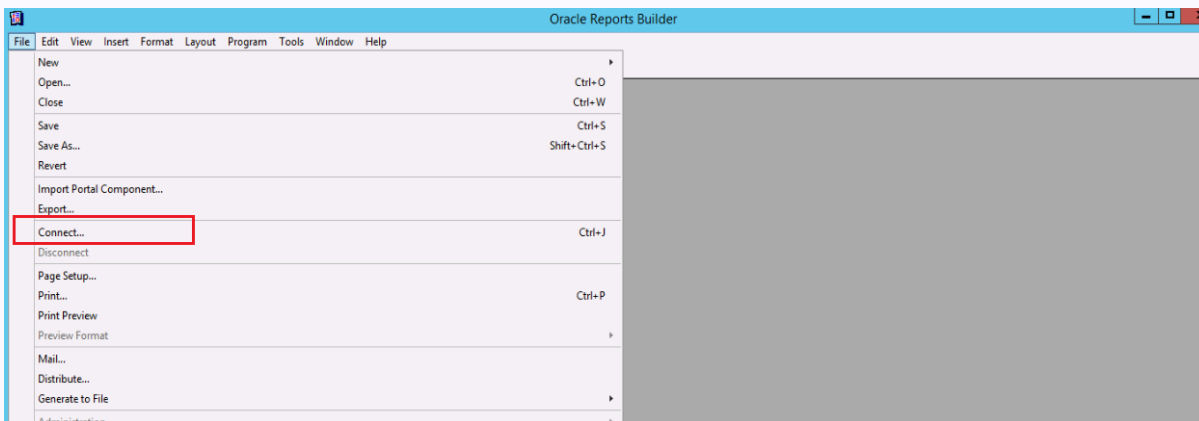 Oracle Reports Builder
File Edit View Insert Format Layout Program Tools Window Help
New
Open... Ctrl+O
Close Ctrl+W
Save Ctrl+S
Save As... Shift+Ctrl+S
Revert
Import Portal Component...
Export...
Connect... Ctrl+J
Disconnect
Page Setup...
Print... Ctrl+P
Print Preview
Preview Format
Mail...
Distribute...
Generate to File
Administration